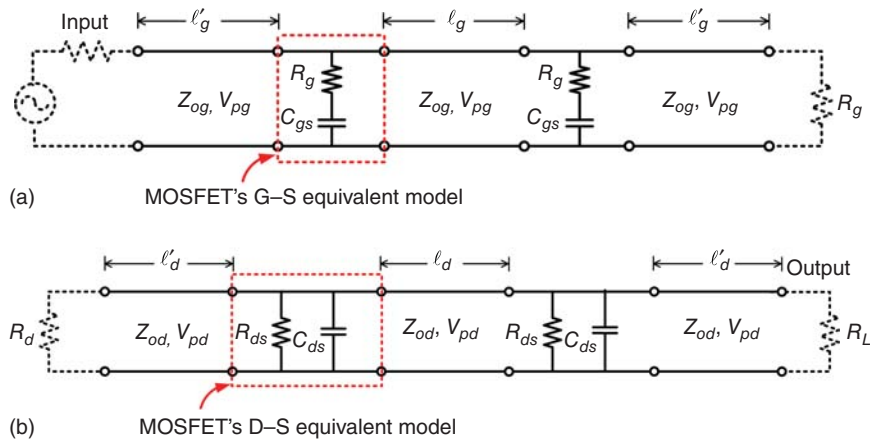 Input
ℓ′g ℓg ℓ′g
Rg Rg
Zog, Vpg Zog, Vpg Zog, Vpg Rg
Cgs Cgs
(a) MOSFET's G–S equivalent model
ℓ′d ℓd ℓ′d Output
Rd Zod, Vpd Rds Cds Zod, Vpd Rds Cds Zod, Vpd RL
(b) MOSFET's D–S equivalent model